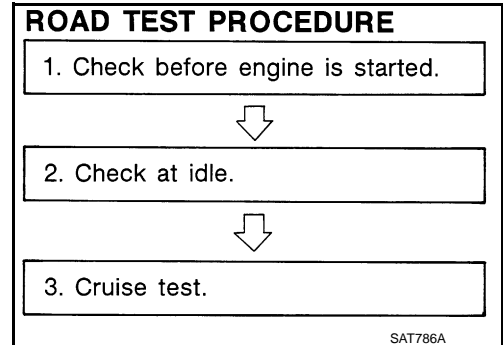 ROAD TEST PROCEDURE
1. Check before engine is started.
2. Check at idle.
3. Cruise test.
SAT786A